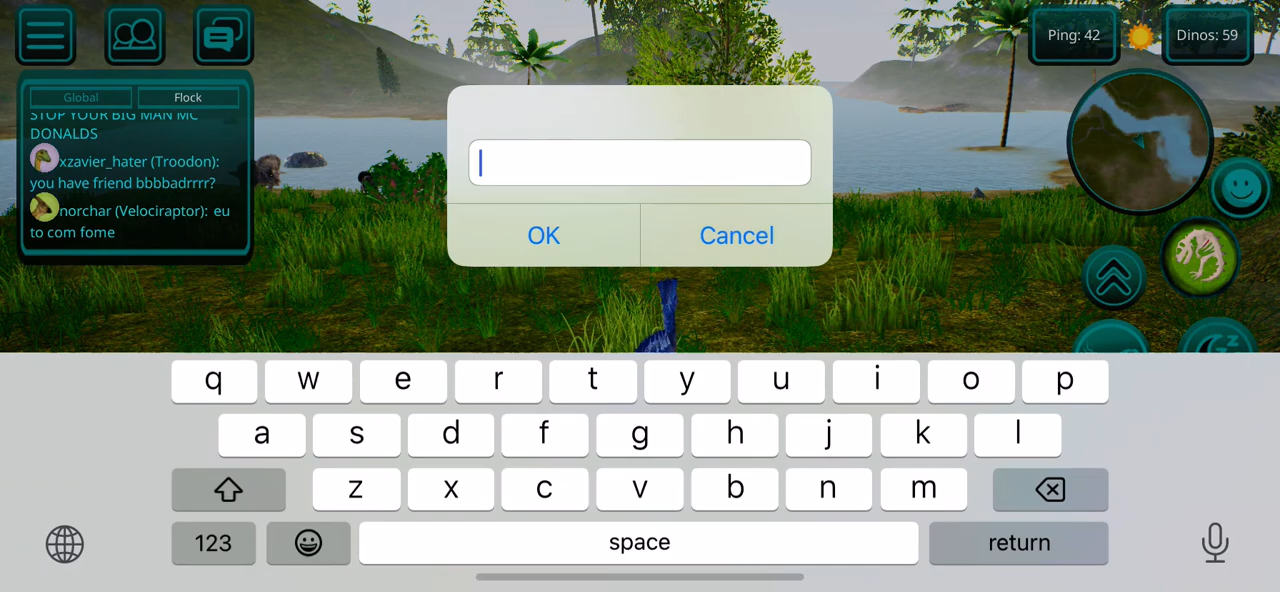 Ping: 42
Dinos: 59
Global
Flock
STOP YOUR BIG MAN MC
DONALDS
xzavier_hater (Troodon):
you have friend bbbbadrrrr?
norchar (Velociraptor): eu
to com fome
OK
Cancel
q w e r t y u i o p
a s d f g h j k l
z x c v b n m
123
space
return